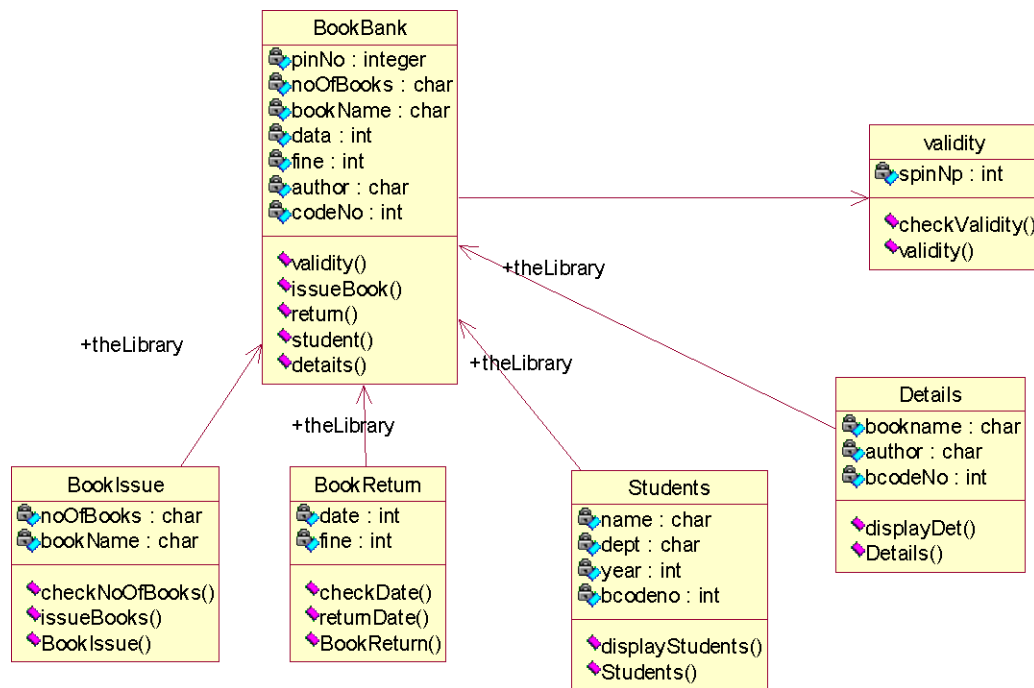 BookBank
pinNo : integer
noOfBooks : char
bookName : char
data : int
fine : int
author : char
codeNo : int
validity()
issueBook()
return()
student()
detaits()
validity
spinNp : int
checkValidity()
validity()
+theLibrary
+theLibrary
+theLibrary
+theLibrary
BookIssue
noOfBooks : char
bookName : char
checkNoOfBooks()
issueBooks()
BookIssue()
BookReturn
date : int
fine : int
checkDate()
returnDate()
BookReturn()
Students
name : char
dept : char
year : int
bcodeno : int
displayStudents()
Students()
Details
bookname : char
author : char
bcodeNo : int
displayDet()
Details()